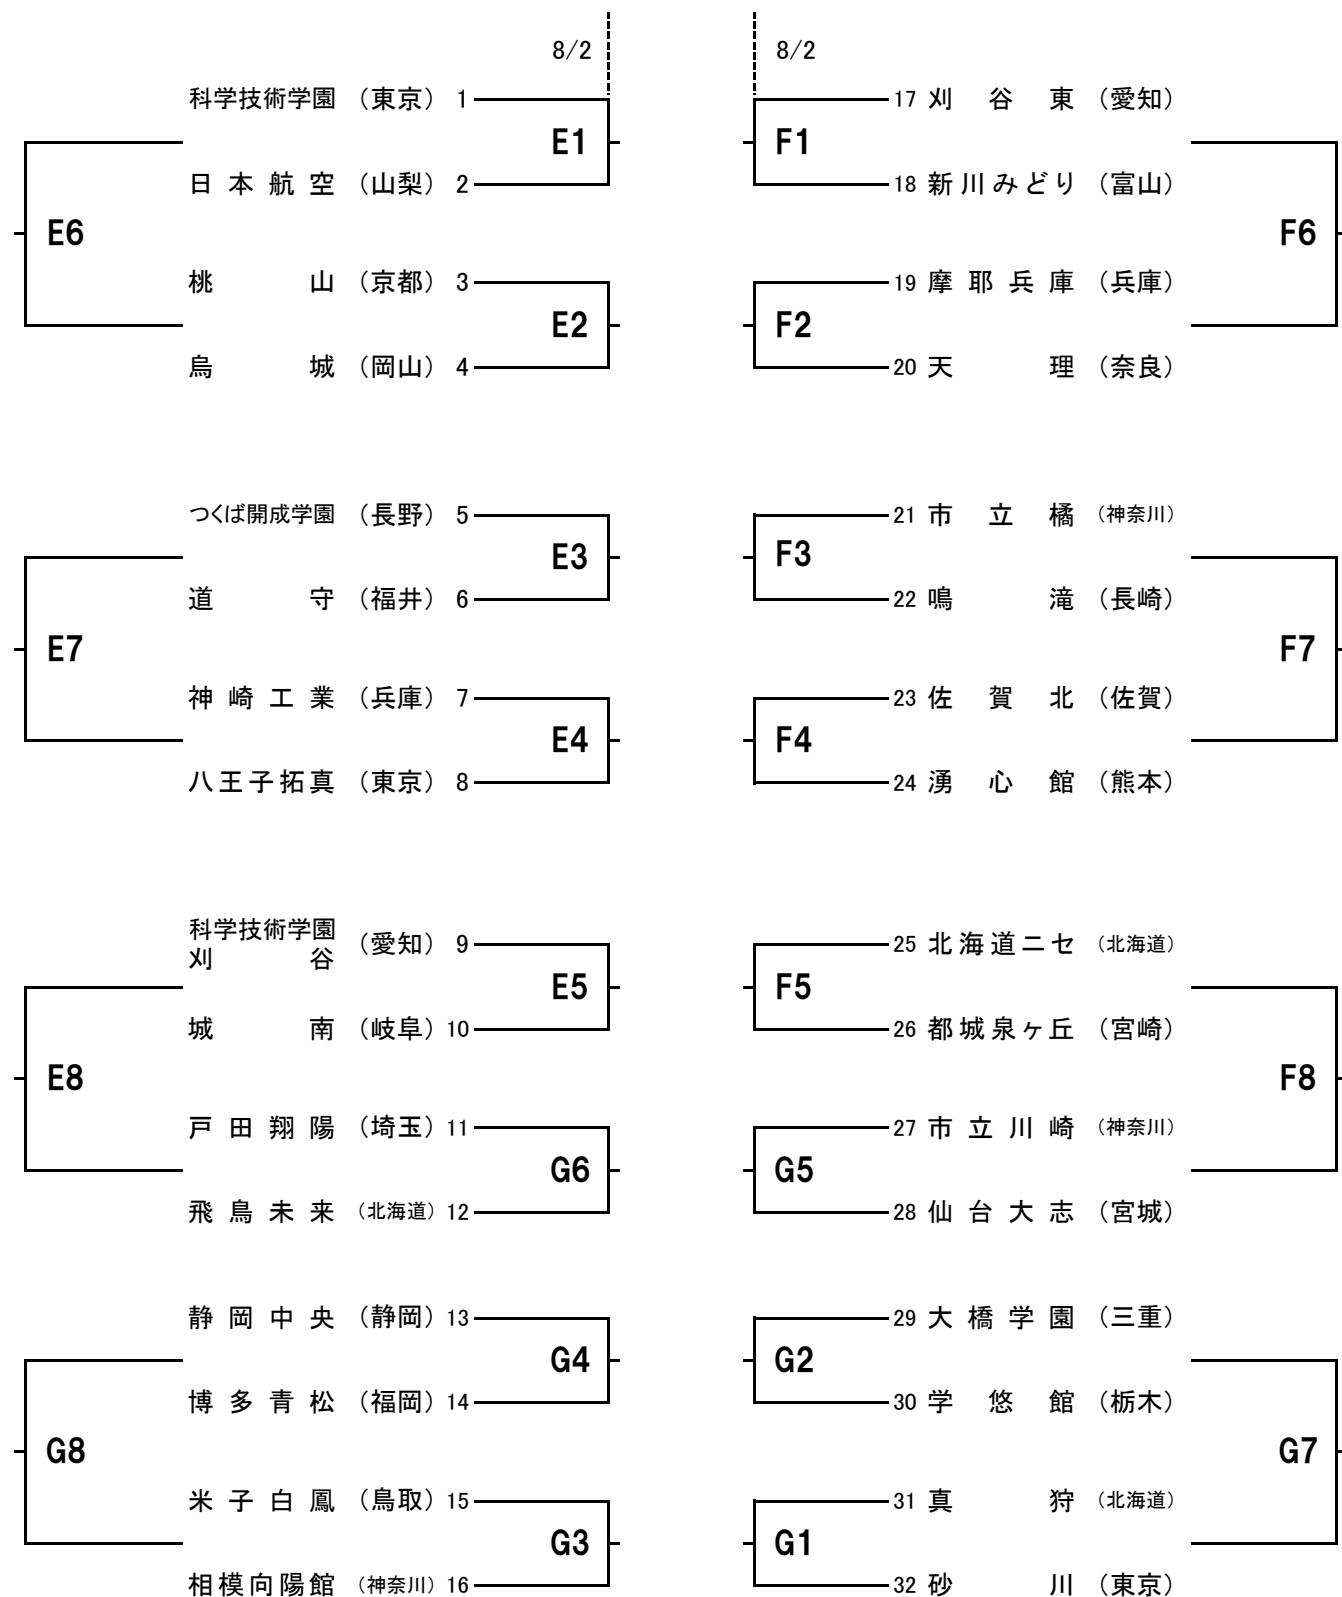 8/2 8/2
科学技術学園 （東京） 1 17 刈谷東 （愛知）
E1 F1
日本航空 （山梨） 2 18 新川みどり （富山）
E6 F6
桃山 （京都） 3 19 摩耶兵庫 （兵庫）
E2 F2
烏城 （岡山） 4 20 天理 （奈良）
つくば開成学園 （長野） 5 21 市立橘 （神奈川）
E3 F3
道守 （福井） 6 22 鳴滝 （長崎）
E7 F7
神崎工業 （兵庫） 7 23 佐賀北 （佐賀）
E4 F4
八王子拓真 （東京） 8 24 湧心館 （熊本）
科学技術学園
刈谷 （愛知） 9 25 北海道ニセ （北海道）
E5 F5
城南 （岐阜） 10 26 都城泉ヶ丘 （宮崎）
E8 F8
戸田翔陽 （埼玉） 11 27 市立川崎 （神奈川）
G6 G5
飛鳥未来 （北海道） 12 28 仙台大志 （宮城）
静岡中央 （静岡） 13 29 大橋学園 （三重）
G4 G2
博多青松 （福岡） 14 30 学悠館 （栃木）
G8 G7
米子白鳳 （鳥取） 15 31 真狩 （北海道）
G3 G1
相模向陽館 （神奈川） 16 32 砂川 （東京）